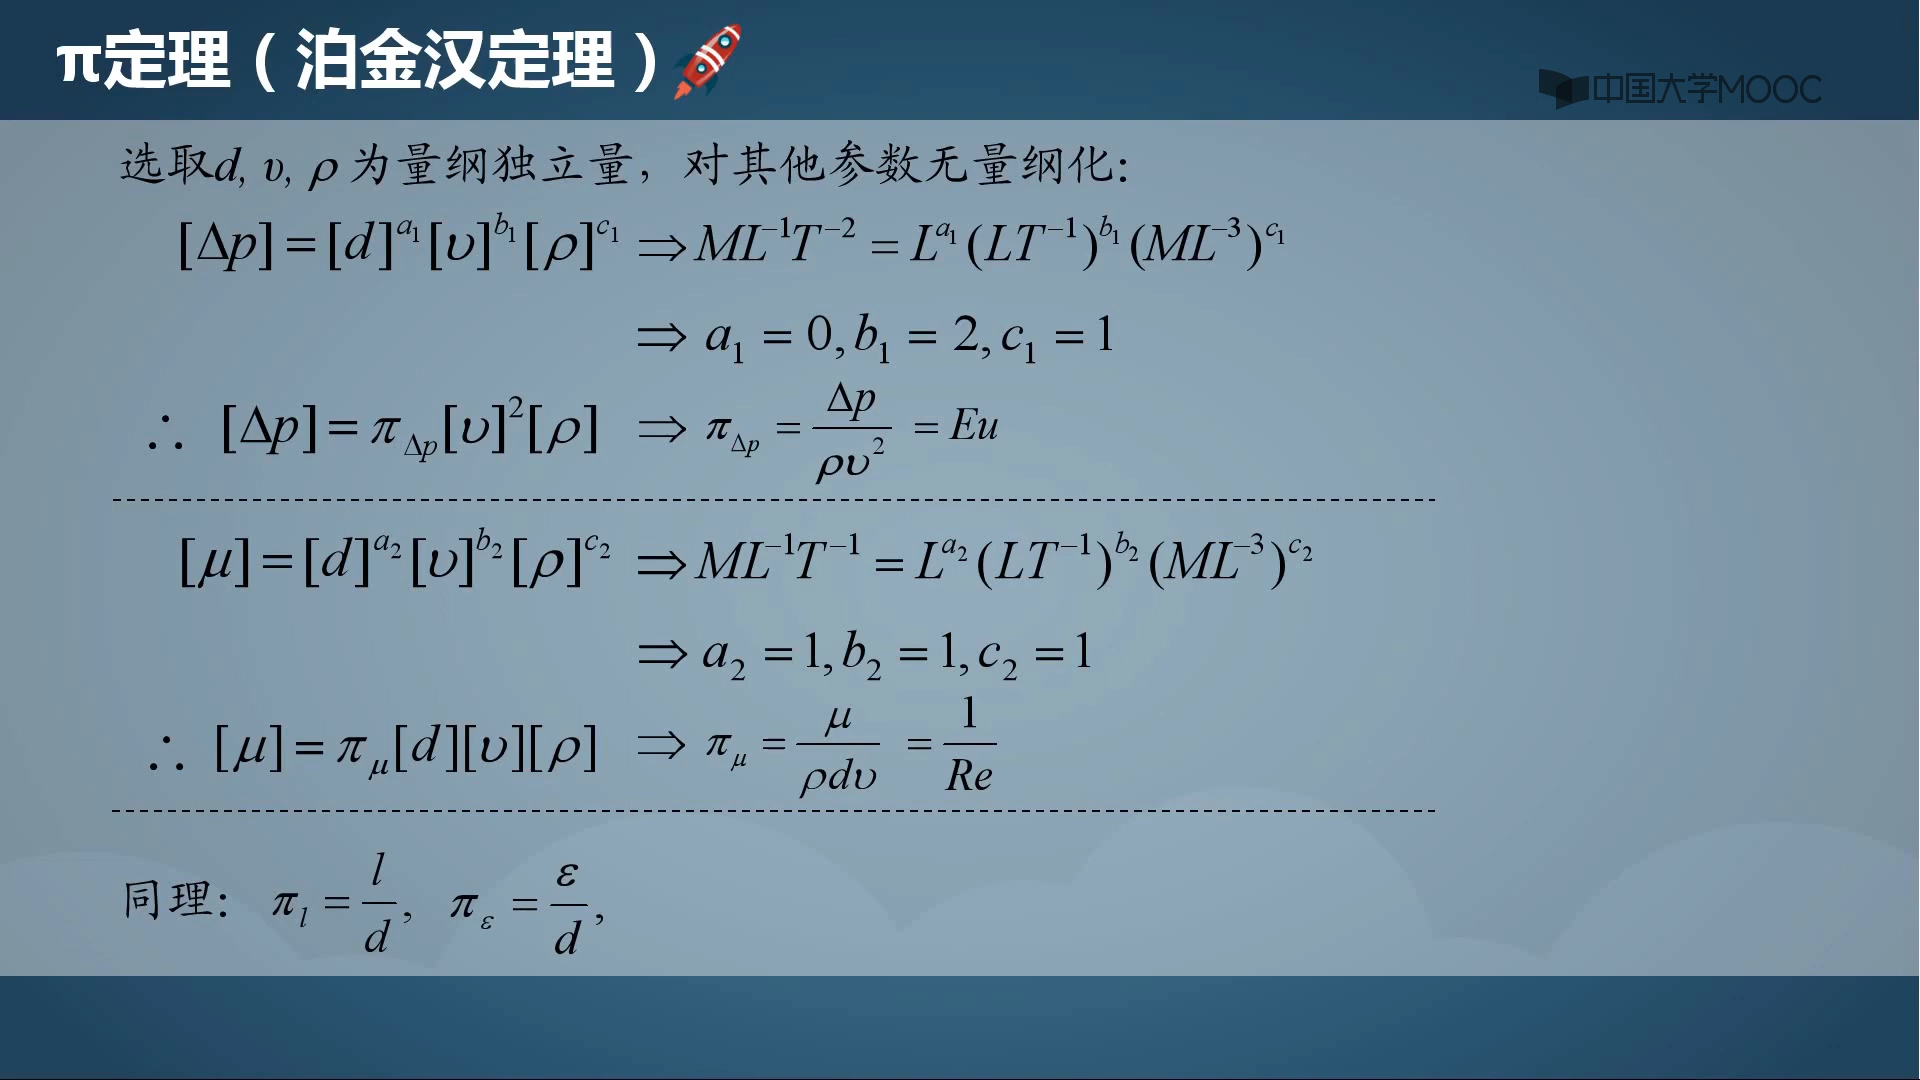 π定理（泊金汉定理）
中国大学MOOC
选取d, υ, ρ 为量纲独立量，对其他参数无量纲化：
[Δp] = [d]^{a₁}[υ]^{b₁}[ρ]^{c₁} ⇒ ML⁻¹T⁻² = L^{a₁}(LT⁻¹)^{b₁}(ML⁻³)^{c₁}
⇒ a₁ = 0, b₁ = 2, c₁ = 1
∴ [Δp] = π_{Δp}[υ]²[ρ] ⇒ π_{Δp} = Δp/ρυ² = Eu
[μ] = [d]^{a₂}[υ]^{b₂}[ρ]^{c₂} ⇒ ML⁻¹T⁻¹ = L^{a₂}(LT⁻¹)^{b₂}(ML⁻³)^{c₂}
⇒ a₂ = 1, b₂ = 1, c₂ = 1
∴ [μ] = π_μ[d][υ][ρ] ⇒ π_μ = μ/ρdυ = 1/Re
同理： π_l = l/d, π_ε = ε/d,